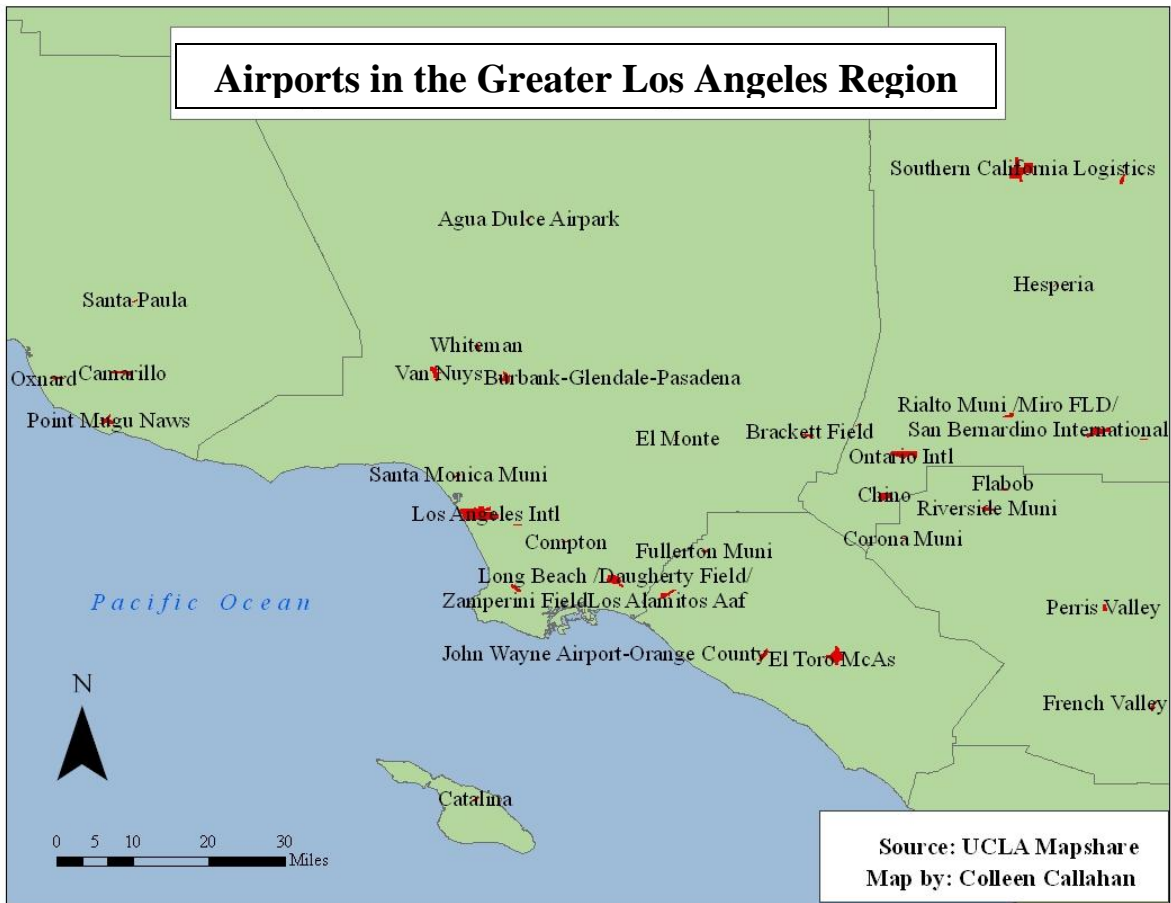 Airports in the Greater Los Angeles Region
Southern California Logistics
Agua Dulce Airpark
Hesperia
Santa Paula
Whiteman
Oxnard
Camarillo
Van Nuys
Burbank-Glendale-Pasadena
Point Mugu Naws
Rialto Muni /Miro FLD/
El Monte
Brackett Field
San Bernardino International
Ontario Intl
Santa Monica Muni
Flabob
Chino
Riverside Muni
Los Angeles Intl
Compton
Fullerton Muni
Corona Muni
Long Beach /Daugherty Field/
Zamperini Field
Los Alamitos Aaf
Pacific Ocean
Perris Valley
John Wayne Airport-Orange County
El Toro McAs
N
French Valley
Catalina
0 5 10 20 30
Miles
Source: UCLA Mapshare
Map by: Colleen Callahan